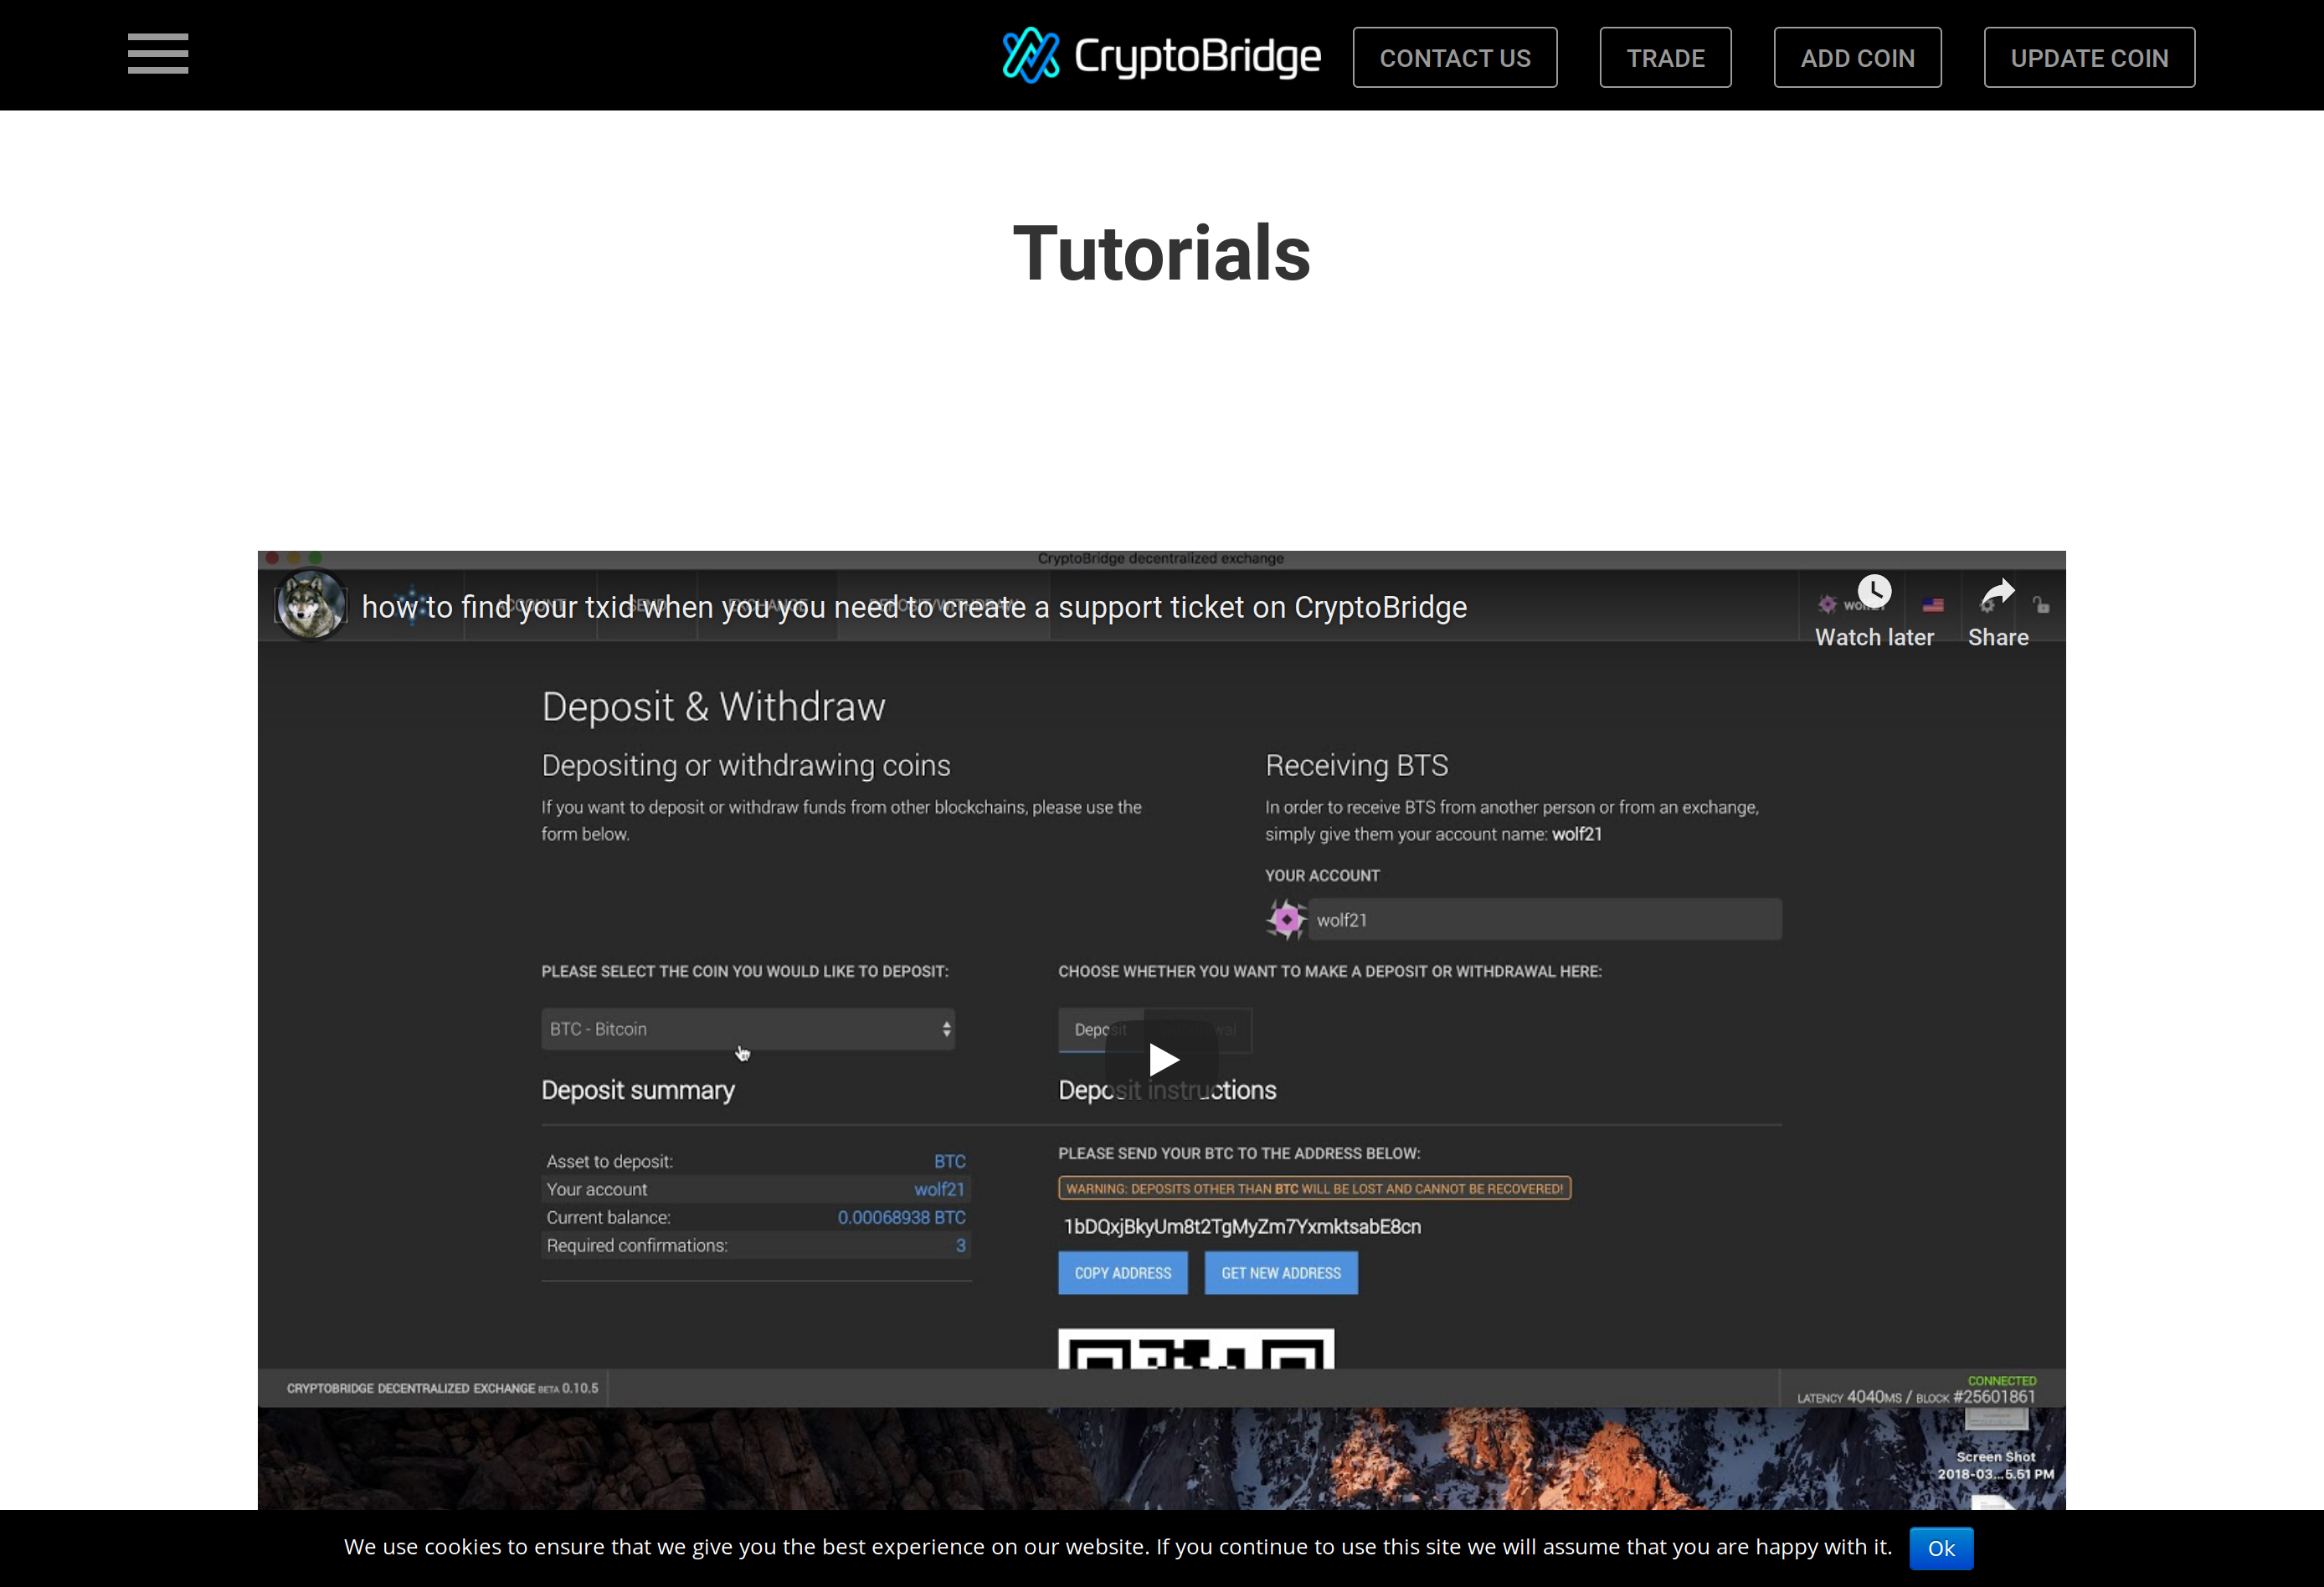 CryptoBridge
CONTACT US
TRADE
ADD COIN
UPDATE COIN
Tutorials
CryptoBridge decentralized exchange
ACCOUNT
SEND
EXCHANGE
DEPOSIT/WITHDRAW
how to find your txid when you you need to create a support ticket on CryptoBridge
Watch later
Share
Deposit & Withdraw
Depositing or withdrawing coins
If you want to deposit or withdraw funds from other blockchains, please use the
form below.
Receiving BTS
In order to receive BTS from another person or from an exchange,
simply give them your account name: wolf21
YOUR ACCOUNT
wolf21
PLEASE SELECT THE COIN YOU WOULD LIKE TO DEPOSIT:
BTC - Bitcoin
CHOOSE WHETHER YOU WANT TO MAKE A DEPOSIT OR WITHDRAWAL HERE:
Deposit
Deposit summary
Deposit instructions
Asset to deposit: BTC
Your account wolf21
Current balance: 0.00068938 BTC
Required confirmations: 3
PLEASE SEND YOUR BTC TO THE ADDRESS BELOW:
WARNING: DEPOSITS OTHER THAN BTC WILL BE LOST AND CANNOT BE RECOVERED!
1bDQxjBkyUm8t2TgMyZm7YxmktsabE8cn
COPY ADDRESS
GET NEW ADDRESS
CRYPTOBRIDGE DECENTRALIZED EXCHANGE BETA 0.10.5
CONNECTED
LATENCY 4040MS / BLOCK #25601861
Screen Shot
2018-03...5.51 PM
We use cookies to ensure that we give you the best experience on our website. If you continue to use this site we will assume that you are happy with it.
Ok